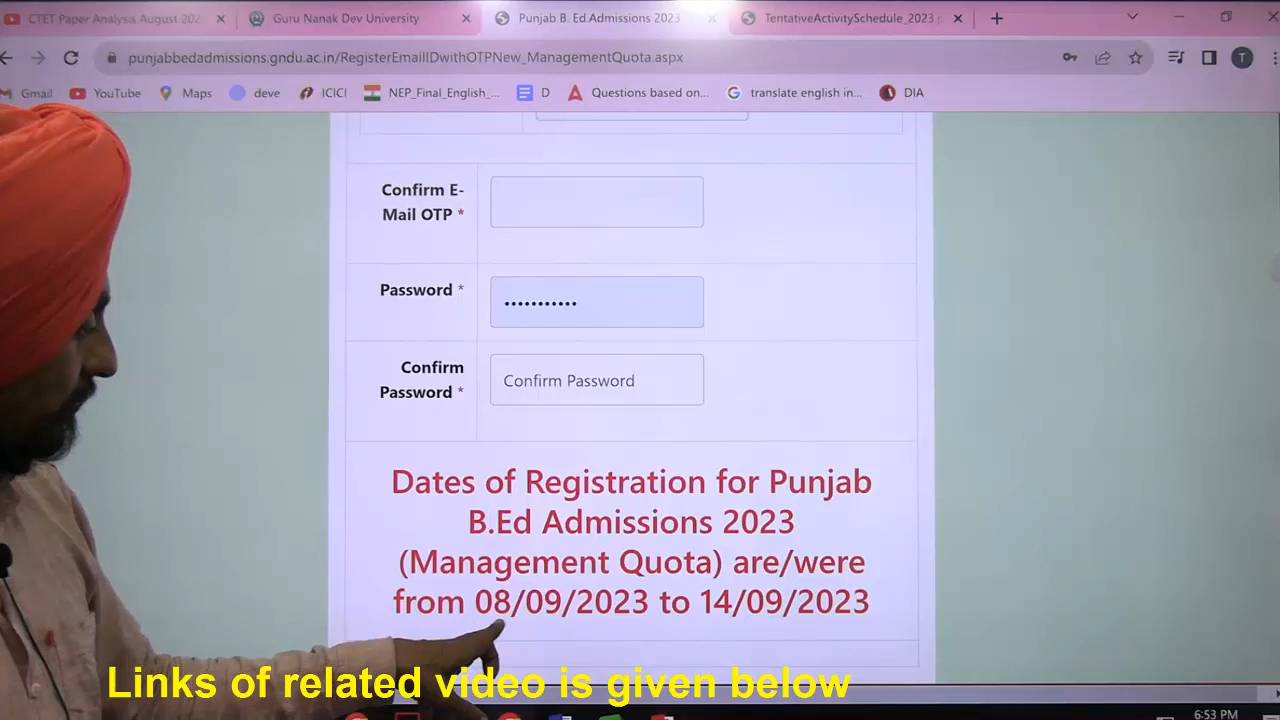 CTET Paper Analysis August 202
Guru Nanak Dev University
Punjab B. Ed.Admissions 2023
TentativeActivitySchedule_2023
punjabbedadmissions.gndu.ac.in/RegisterEmailIDwithOTPNew_ManagementQuota.aspx
T
Gmail
YouTube
Maps
deve
ICICI
NEP_Final_English_...
D
Questions based on...
translate english in...
DIA
Confirm E-
Mail OTP *
Password *
Confirm
Password *
Confirm Password
Dates of Registration for Punjab
B.Ed Admissions 2023
(Management Quota) are/were
from 08/09/2023 to 14/09/2023
Links of related video is given below
6:53 PM